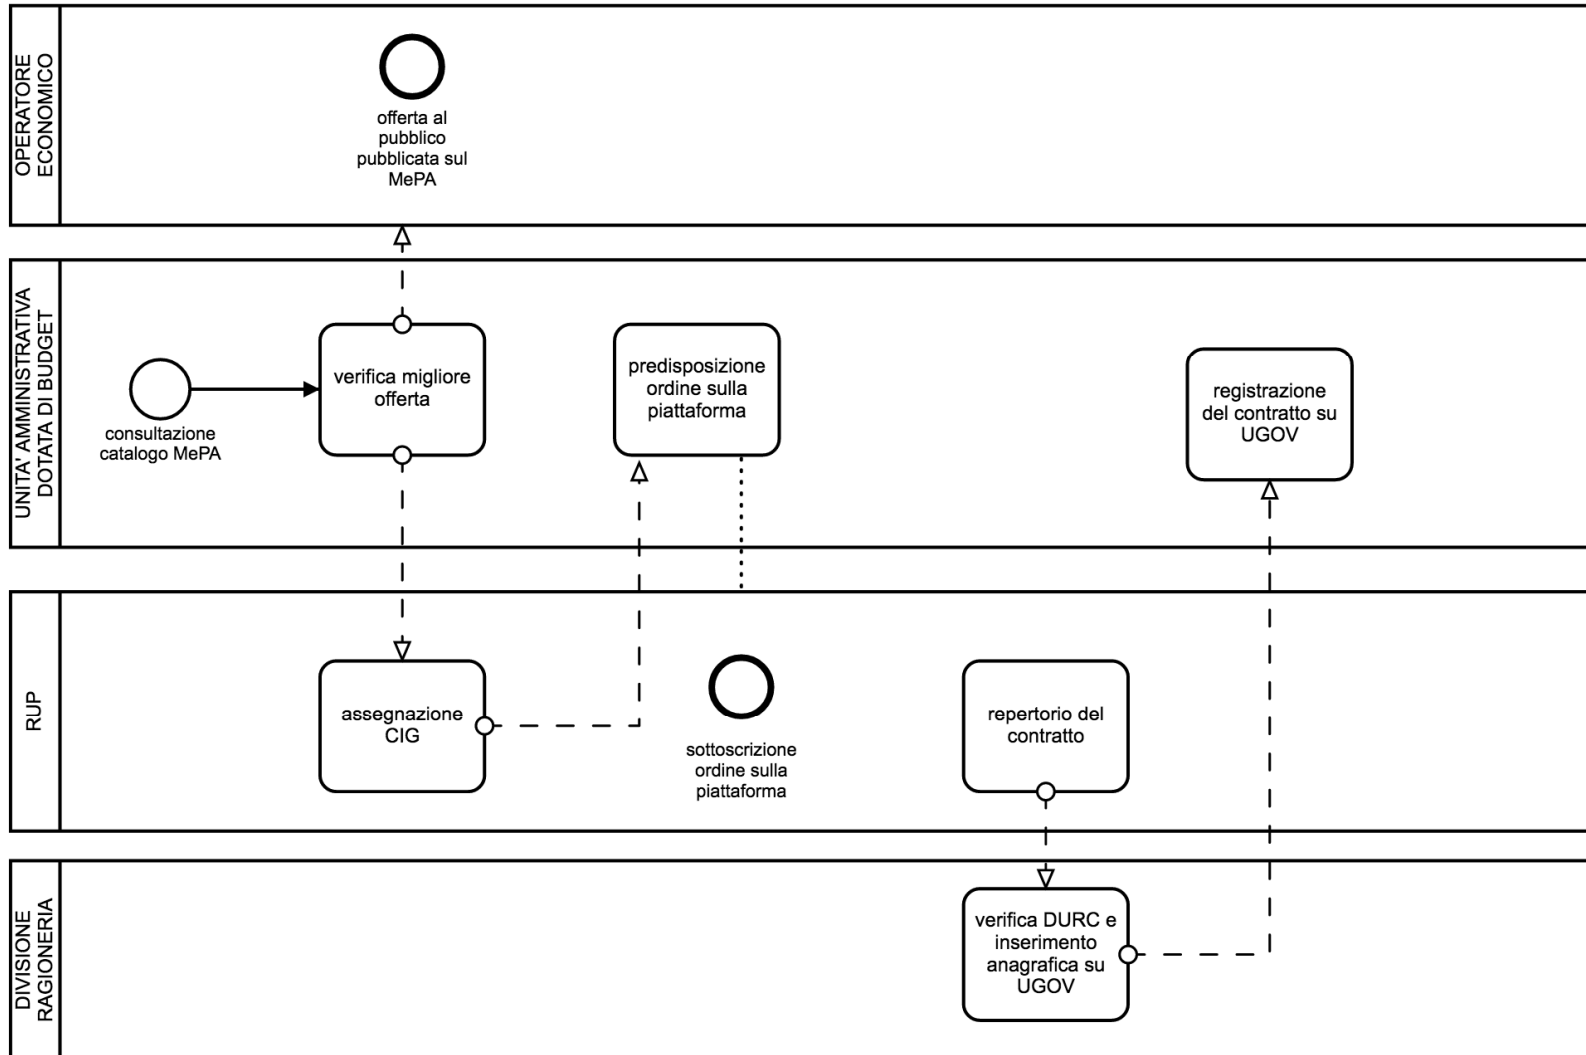 OPERATORE
ECONOMICO
offerta al
pubblico
pubblicata sul
MePA
UNITA' AMMINISTRATIVA
DOTATA DI BUDGET
consultazione
catalogo MePA
verifica migliore
offerta
predisposizione
ordine sulla
piattaforma
registrazione
del contratto su
UGOV
RUP
assegnazione
CIG
sottoscrizione
ordine sulla
piattaforma
repertorio del
contratto
DIVISIONE
RAGIONERIA
verifica DURC e
inserimento
anagrafica su
UGOV